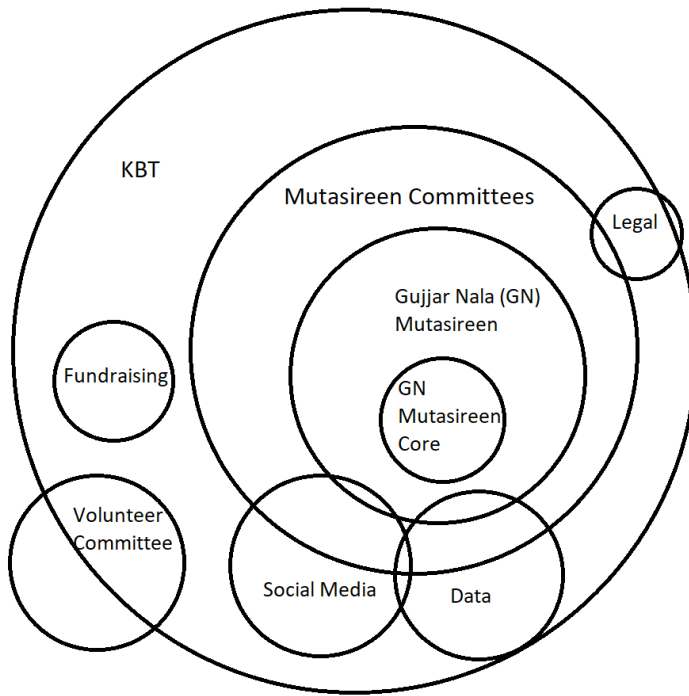 KBT
Mutasireen Committees
Legal
Gujjar Nala (GN)
Mutasireen
Fundraising
GN
Mutasireen
Core
Volunteer
Committee
Social Media
Data